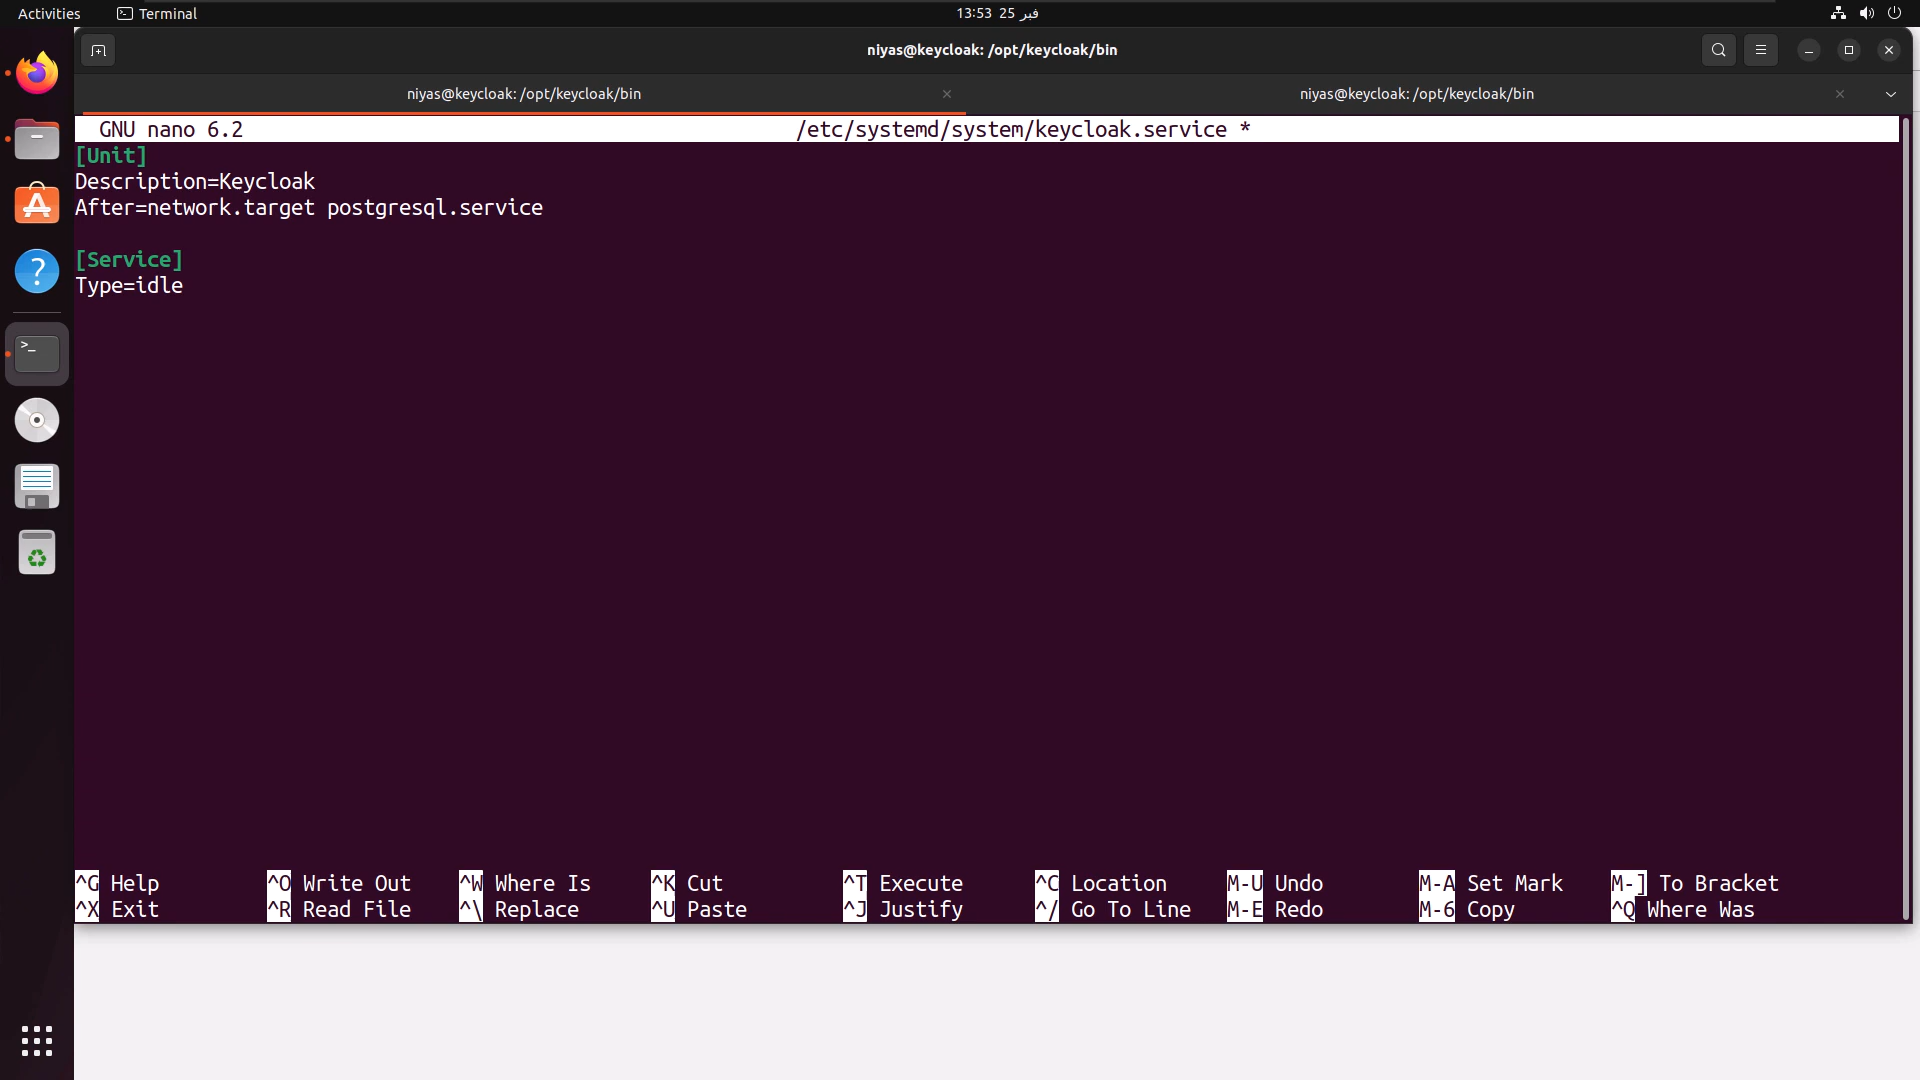 Activities
Terminal
فبر 25 13:53
niyas@keycloak: /opt/keycloak/bin
niyas@keycloak: /opt/keycloak/bin
niyas@keycloak: /opt/keycloak/bin
GNU nano 6.2 /etc/systemd/system/keycloak.service *
[Unit]
Description=Keycloak
After=network.target postgresql.service
[Service]
Type=idle
^G Help ^O Write Out ^W Where Is ^K Cut ^T Execute ^C Location M-U Undo M-A Set Mark M-] To Bracket
^X Exit ^R Read File ^\ Replace ^U Paste ^J Justify ^/ Go To Line M-E Redo M-6 Copy ^Q Where Was